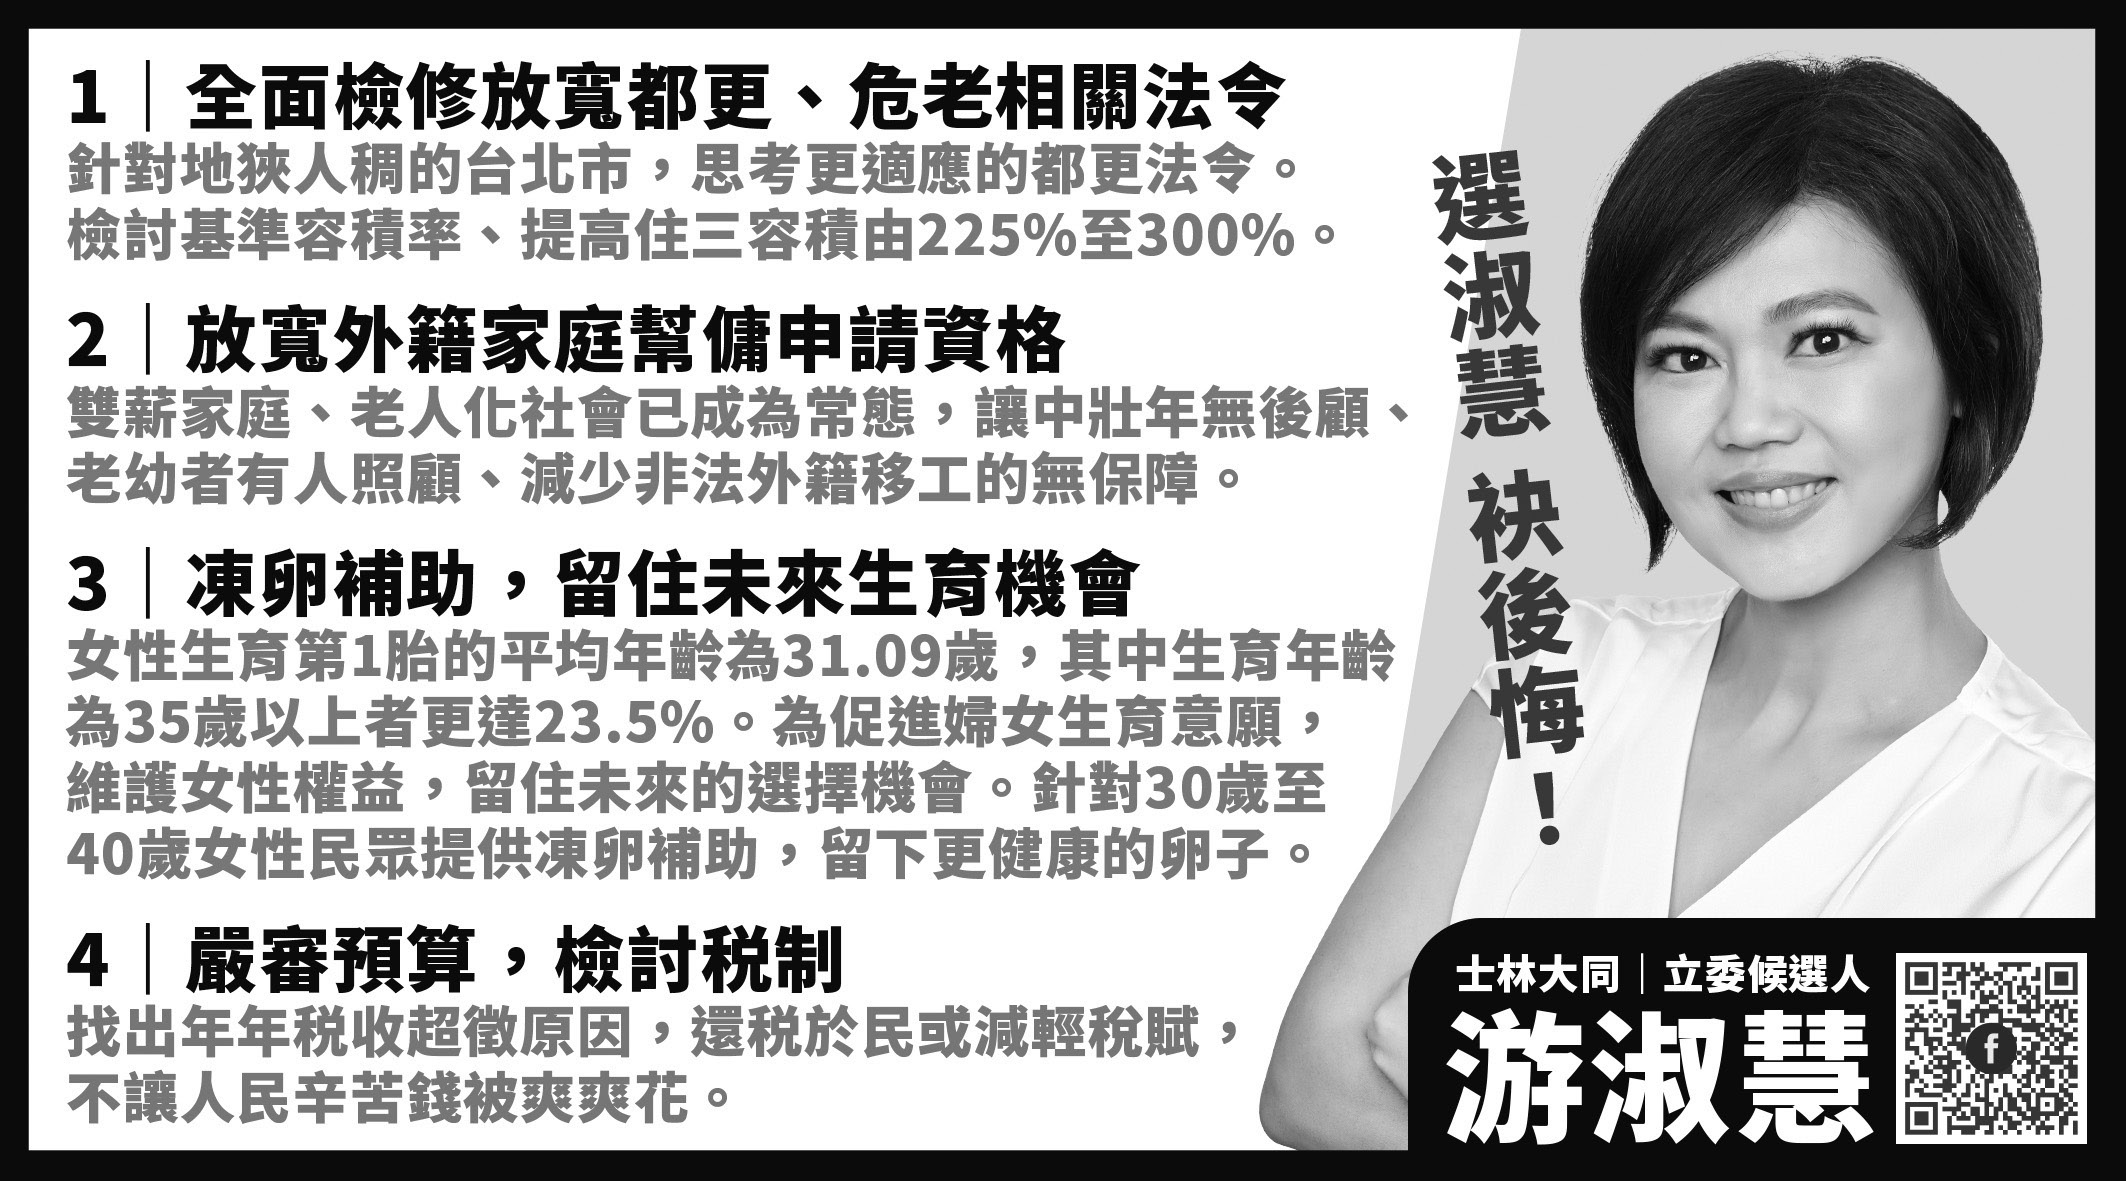 1｜全面檢修放寬都更、危老相關法令
針對地狹人稠的台北市，思考更適應的都更法令。
檢討基準容積率、提高住三容積由225%至300%。
2｜放寬外籍家庭幫傭申請資格
雙薪家庭、老人化社會已成為常態，讓中壯年無後顧、
老幼者有人照顧、減少非法外籍移工的無保障。
3｜凍卵補助，留住未來生育機會
女性生育第1胎的平均年齡為31.09歲，其中生育年齡
為35歲以上者更達23.5%。為促進婦女生育意願，
維護女性權益，留住未來的選擇機會。針對30歲至
40歲女性民眾提供凍卵補助，留下更健康的卵子。
4｜嚴審預算，檢討税制
找出年年税收超徵原因，還税於民或減輕稅賦，
不讓人民辛苦錢被爽爽花。
選淑慧 袂後悔！
士林大同｜立委候選人
游淑慧
f